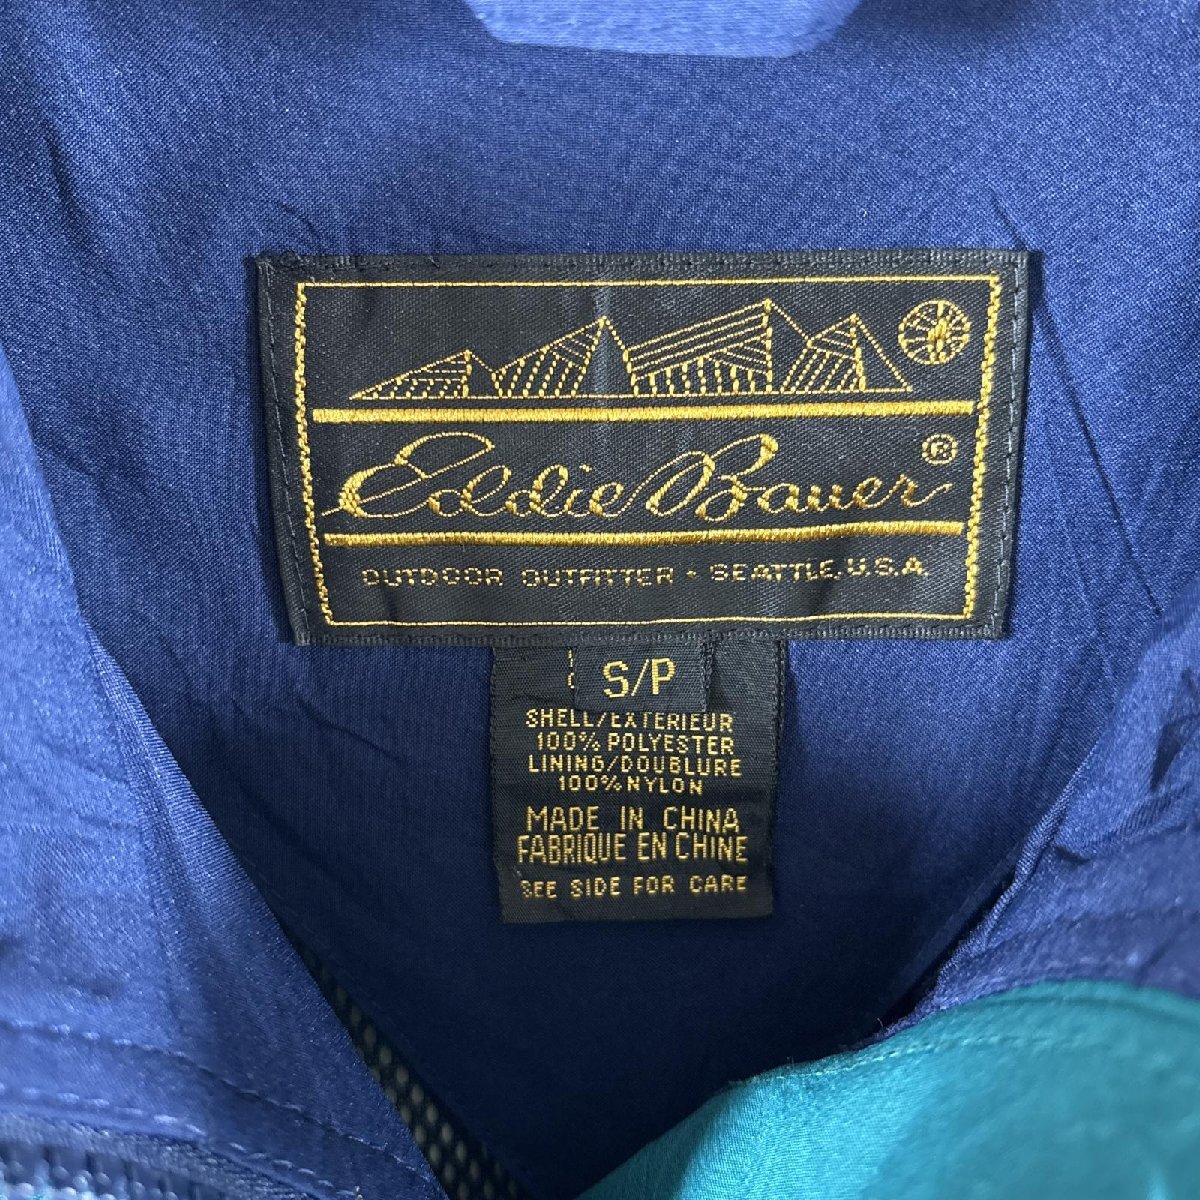 Eddie Bauer®
OUTDOOR OUTFITTER • SEATTLE, U.S.A.
S/P
SHELL/EXTERIEUR
100% POLYESTER
LINING/DOUBLURE
100% NYLON
MADE IN CHINA
FABRIQUE EN CHINE
SEE SIDE FOR CARE